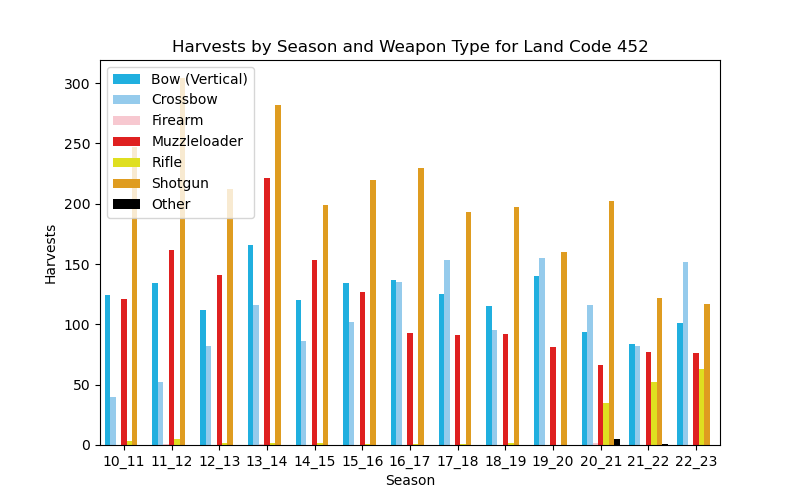 Harvests by Season and Weapon Type for Land Code 452
Bow (Vertical)
Crossbow
Firearm
Muzzleloader
Rifle
Shotgun
Other
Harvests
300
250
200
150
100
50
0
10_11 11_12 12_13 13_14 14_15 15_16 16_17 17_18 18_19 19_20 20_21 21_22 22_23
Season